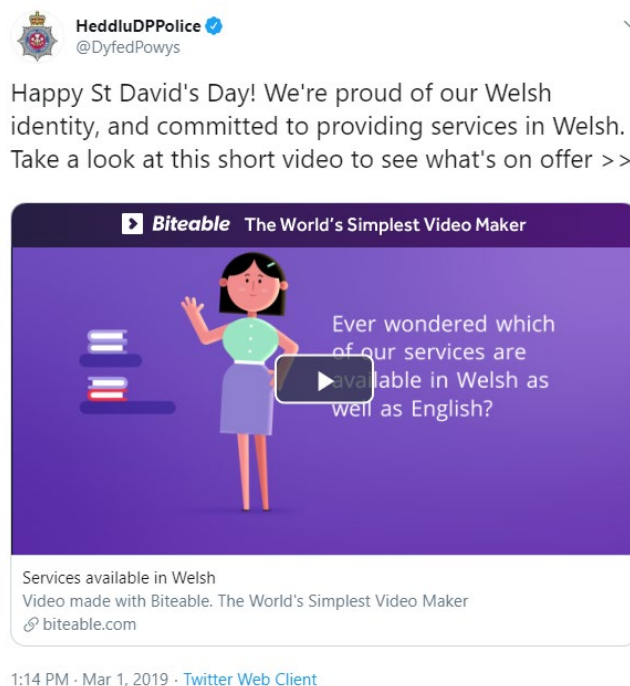 HeddluDPPolice
@DyfedPowys
Happy St David's Day! We're proud of our Welsh
identity, and committed to providing services in Welsh.
Take a look at this short video to see what's on offer >>
Biteable The World's Simplest Video Maker
Ever wondered which
of our services are
available in Welsh as
well as English?
Services available in Welsh
Video made with Biteable. The World's Simplest Video Maker
biteable.com
1:14 PM · Mar 1, 2019 · Twitter Web Client